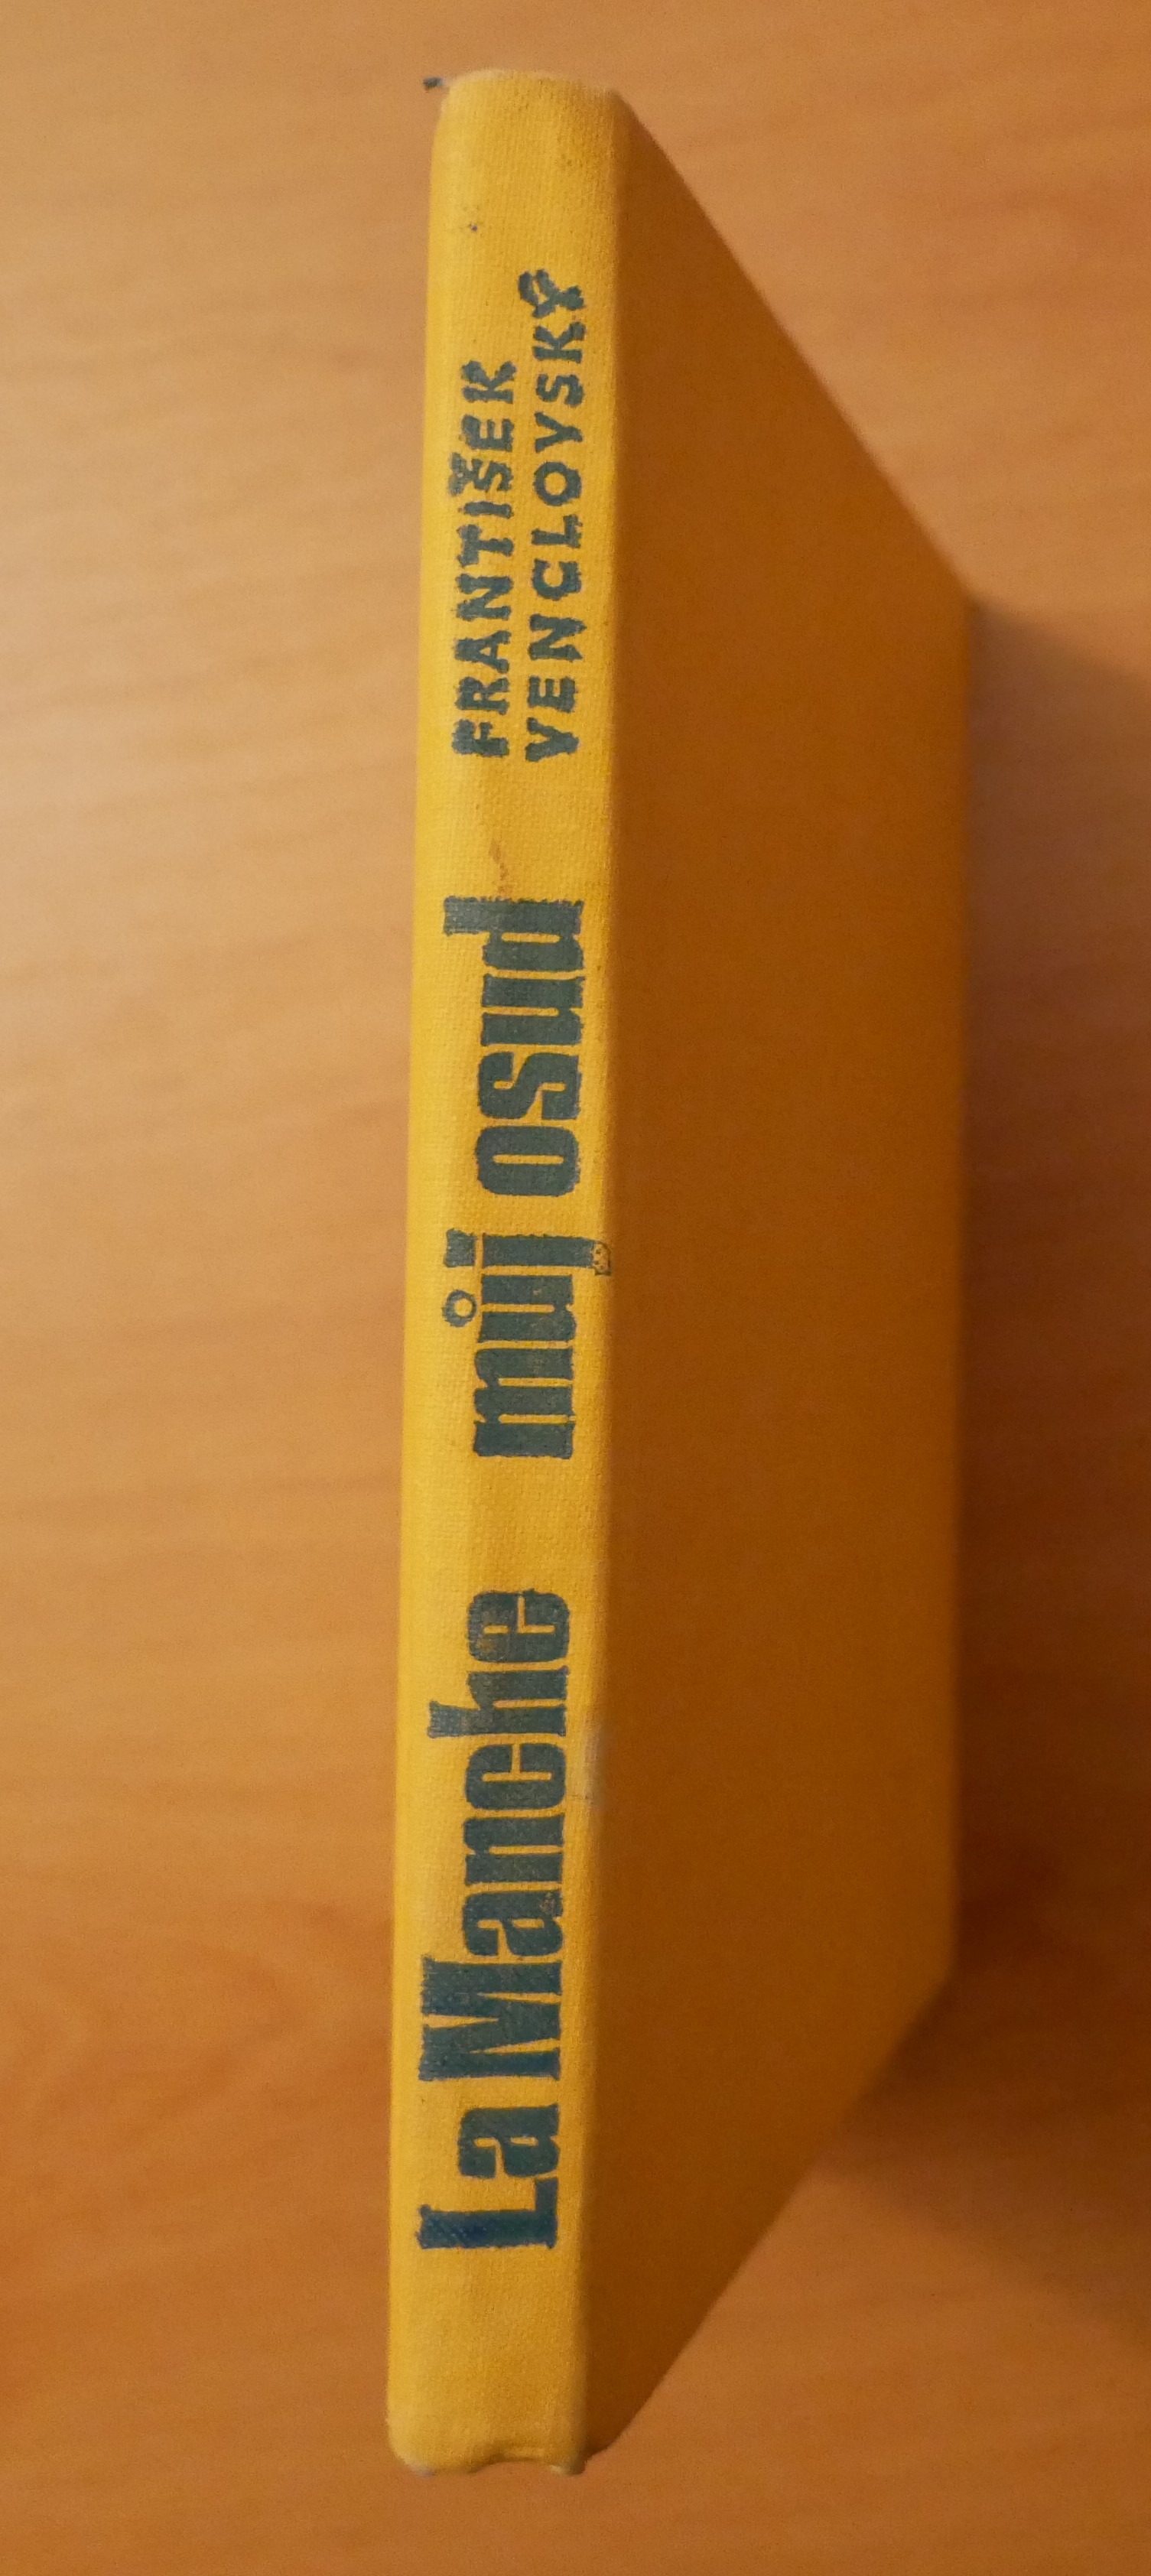 La Manche můj osud
FRANTIŠEK
VENCLOVSKÝ